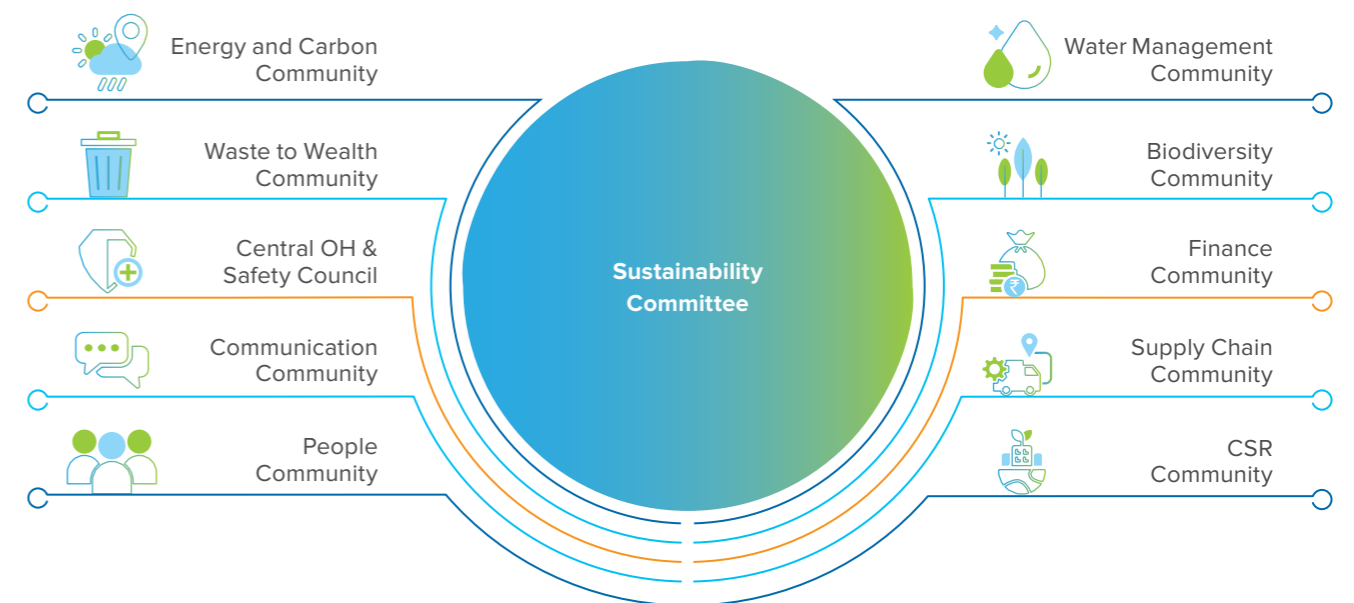 Energy and Carbon
Community
Waste to Wealth
Community
Central OH &
Safety Council
Communication
Community
People
Community
Sustainability
Committee
Water Management
Community
Biodiversity
Community
Finance
Community
₹
Supply Chain
Community
CSR
Community